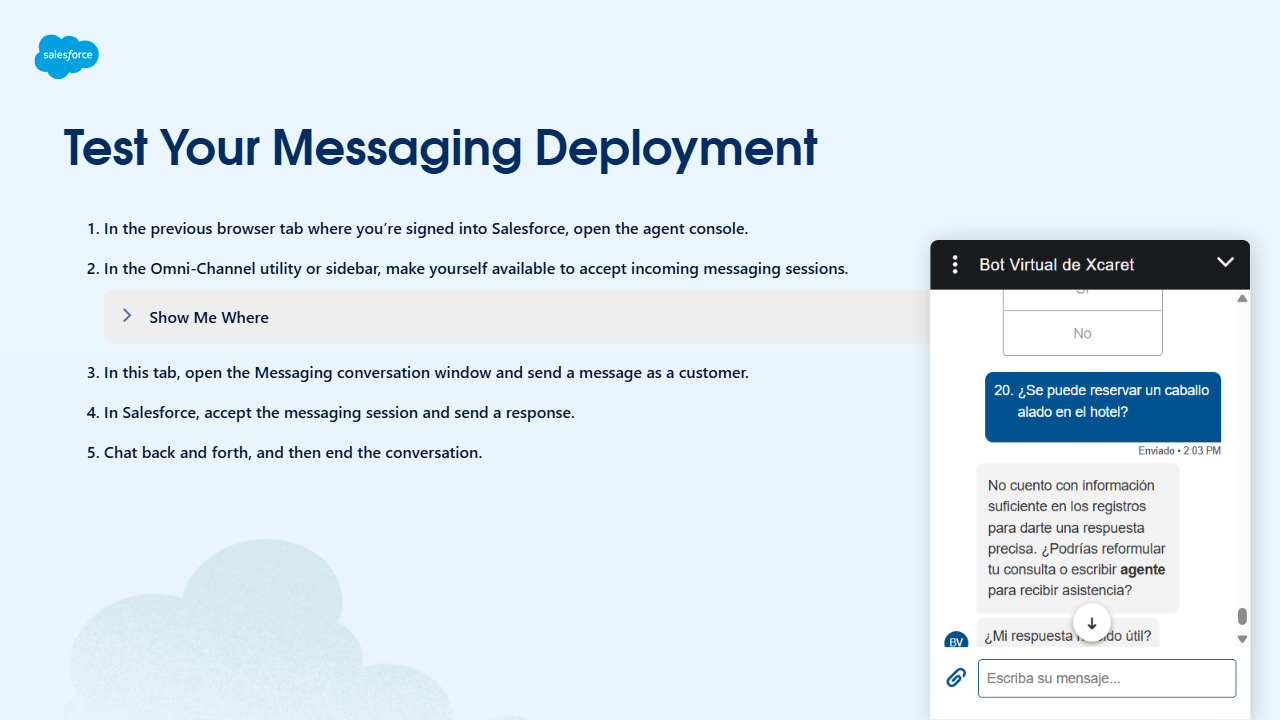 salesforce
Test Your Messaging Deployment
1. In the previous browser tab where you’re signed into Salesforce, open the agent console.
2. In the Omni-Channel utility or sidebar, make yourself available to accept incoming messaging sessions.
Show Me Where
3. In this tab, open the Messaging conversation window and send a message as a customer.
4. In Salesforce, accept the messaging session and send a response.
5. Chat back and forth, and then end the conversation.
Bot Virtual de Xcaret
No
20. ¿Se puede reservar un caballo
alado en el hotel?
Enviado • 2:03 PM
No cuento con información
suficiente en los registros
para darte una respuesta
precisa. ¿Podrías reformular
tu consulta o escribir agente
para recibir asistencia?
BV
¿Mi respuesta útil?
Escriba su mensaje...